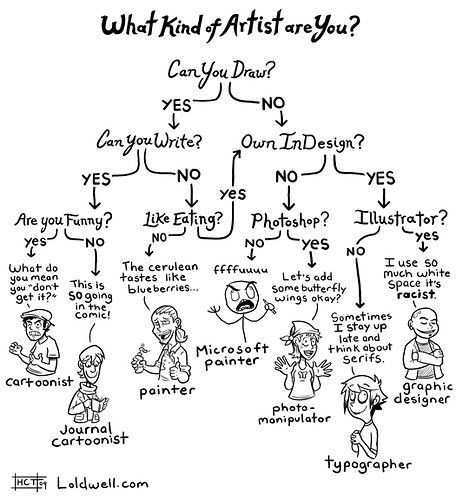 What Kind of Artist are You?
Can You Draw?
YES
NO
Can you Write?
Own InDesign?
YES
NO
yes
NO
YES
Are you Funny?
Like Eating?
Photoshop?
Illustrator?
yes
NO
NO
NO
yes
NO
yes
What do
you mean
you "don't
get it?"
This is
SO going
in the
comic!
The cerulean
tastes like
blueberries...
ffffuuuu
Let's add
some butterfly
wings okay?
Sometimes
I stay up
late and
think about
serifs.
I use so
much white
space it's
racist.
cartoonist
Journal
cartoonist
painter
Microsoft
painter
photo-
manipulator
typographer
graphic
designer
HCT 09
Loldwell.com